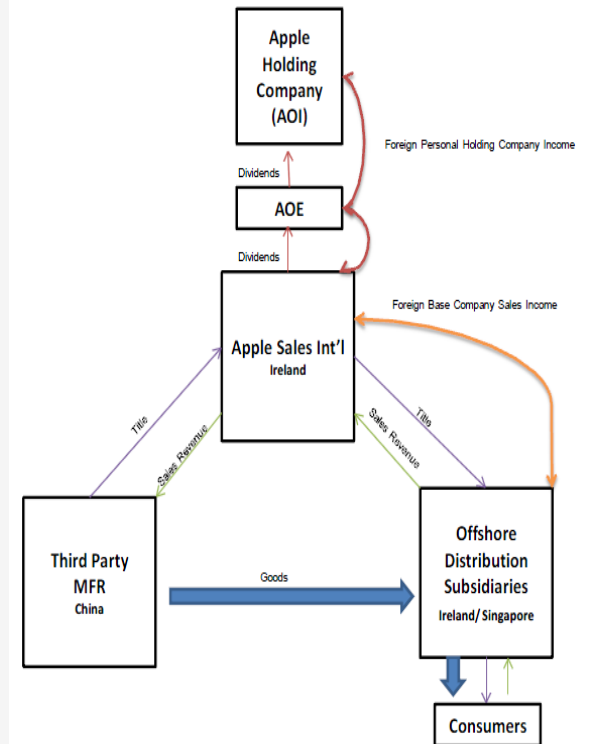 Apple
Holding
Company
(AOI)
Foreign Personal Holding Company Income
Dividends
AOE
Dividends
Foreign Base Company Sales Income
Apple Sales Int'l
Ireland
Title
Sales Revenue
Sales Revenue
Title
Third Party
MFR
China
Goods
Offshore
Distribution
Subsidiaries
Ireland/Singapore
Consumers